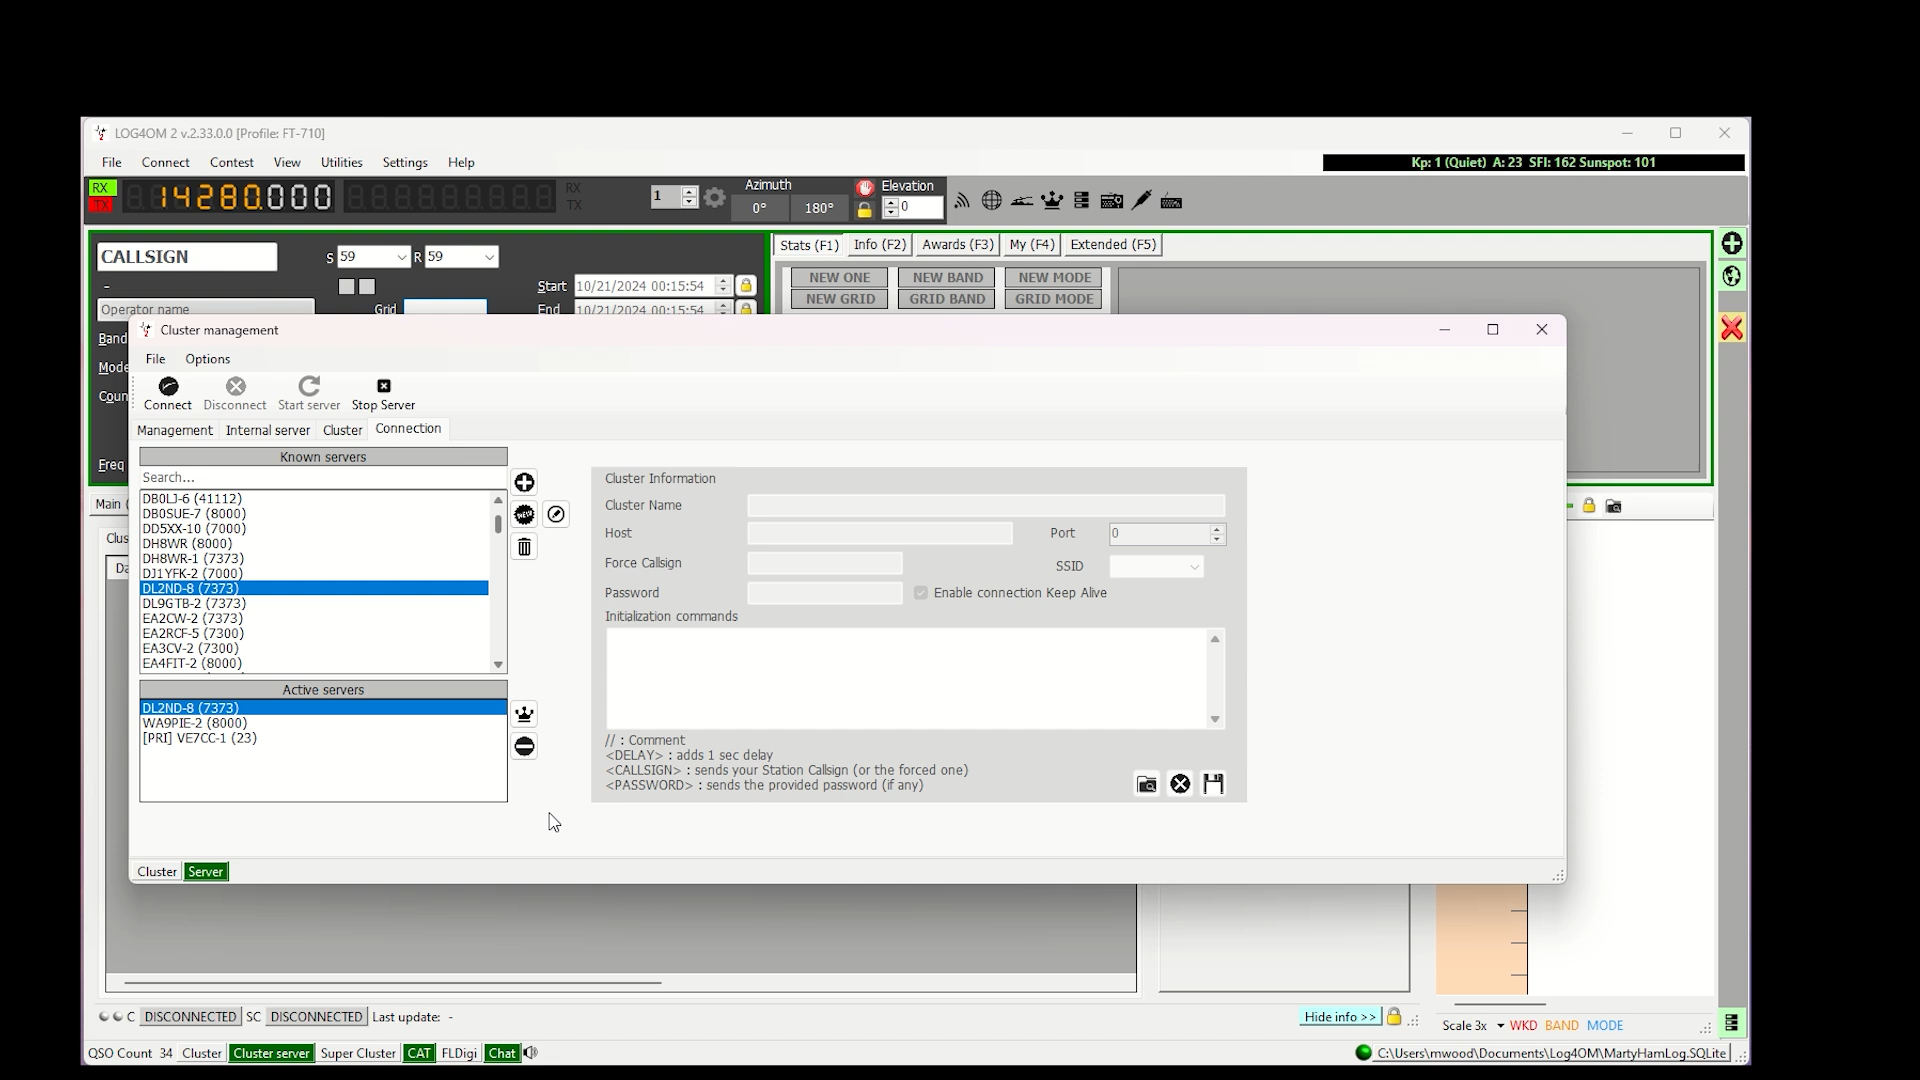 LOG4OM 2 v.2.33.0.0 [Profile: FT-710]
File Connect Contest View Utilities Settings Help
Kp: 1 (Quiet) A: 23 SFI: 162 Sunspot: 101
RX 14280.000 RX
TX TX
1
Azimuth
0° 180°
Elevation
0
CALLSIGN
S 59 R 59
-
Start 10/21/2024 00:15:54
Operator name Grid End 10/21/2024 00:15:54
Stats (F1) Info (F2) Awards (F3) My (F4) Extended (F5)
NEW ONE NEW BAND NEW MODE
NEW GRID GRID BAND GRID MODE
Band
Mode
Coun
Freq
Main (
Clus
Da
Cluster management
File Options
Connect Disconnect Start server Stop Server
Management Internal server Cluster Connection
Known servers
Search...
DB0LJ-6 (41112)
DB0SUE-7 (8000)
DD5XX-10 (7000)
DH8WR (8000)
DH8WR-1 (7373)
DJ1YFK-2 (7000)
DL2ND-8 (7373)
DL9GTB-2 (7373)
EA2CW-2 (7373)
EA2RCF-5 (7300)
EA3CV-2 (7300)
EA4FIT-2 (8000)
NEW
Active servers
DL2ND-8 (7373)
WA9PIE-2 (8000)
[PRI] VE7CC-1 (23)
Cluster Information
Cluster Name
Host Port 0
Force Callsign SSID
Password Enable connection Keep Alive
Initialization commands
// : Comment
<DELAY> : adds 1 sec delay
<CALLSIGN> : sends your Station Callsign (or the forced one)
<PASSWORD> : sends the provided password (if any)
Cluster Server
C DISCONNECTED SC DISCONNECTED Last update: -
Hide info >>
Scale 3x WKD BAND MODE
QSO Count 34 Cluster Cluster server Super Cluster CAT FLDigi Chat
C:\Users\mwood\Documents\Log4OM\MartyHamLog.SQLite